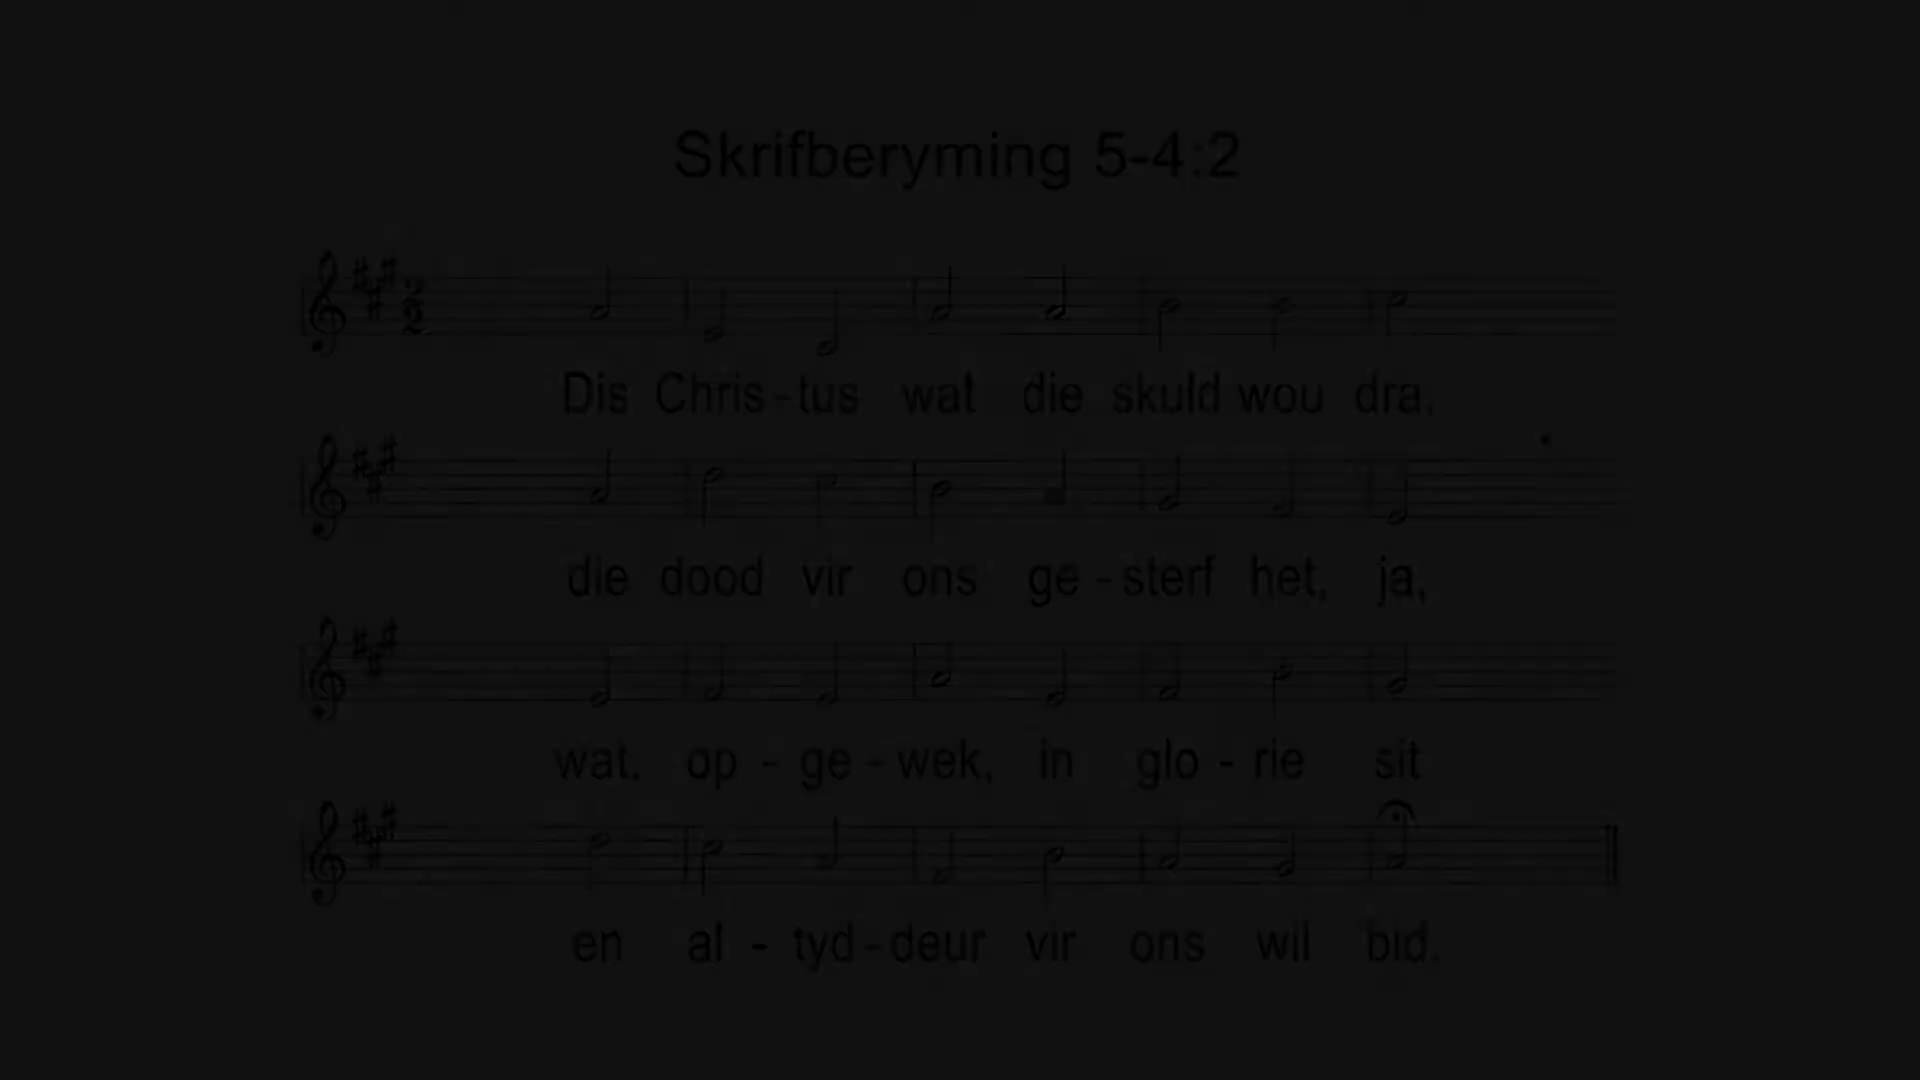 Skrifberyming 5-4:2
Dis Chris-tus wat die skuld wou dra,
die dood vir ons ge-sterf het, ja,
wat, op-ge-wek, in glo-rie sit
en al-tyd-deur vir ons wil bid.